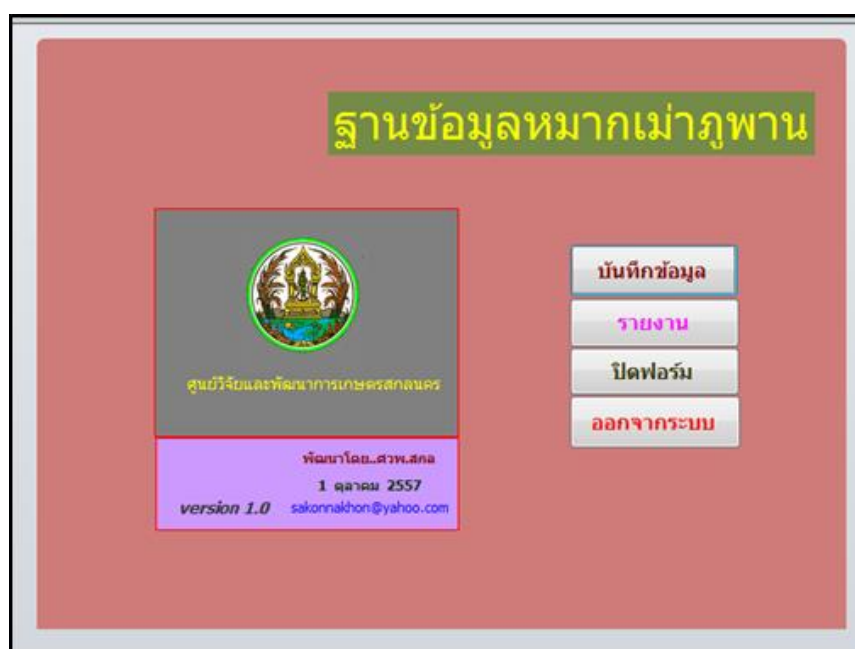 ฐานข้อมูลหมากเม่าภูพาน
ศูนย์วิจัยและพัฒนาการเกษตรสกลนคร
พัฒนาโดย..ศวพ.สกล
1 ตุลาคม 2557
version 1.0 sakonnakhon@yahoo.com
บันทึกข้อมูล
รายงาน
ปิดฟอร์ม
ออกจากระบบ